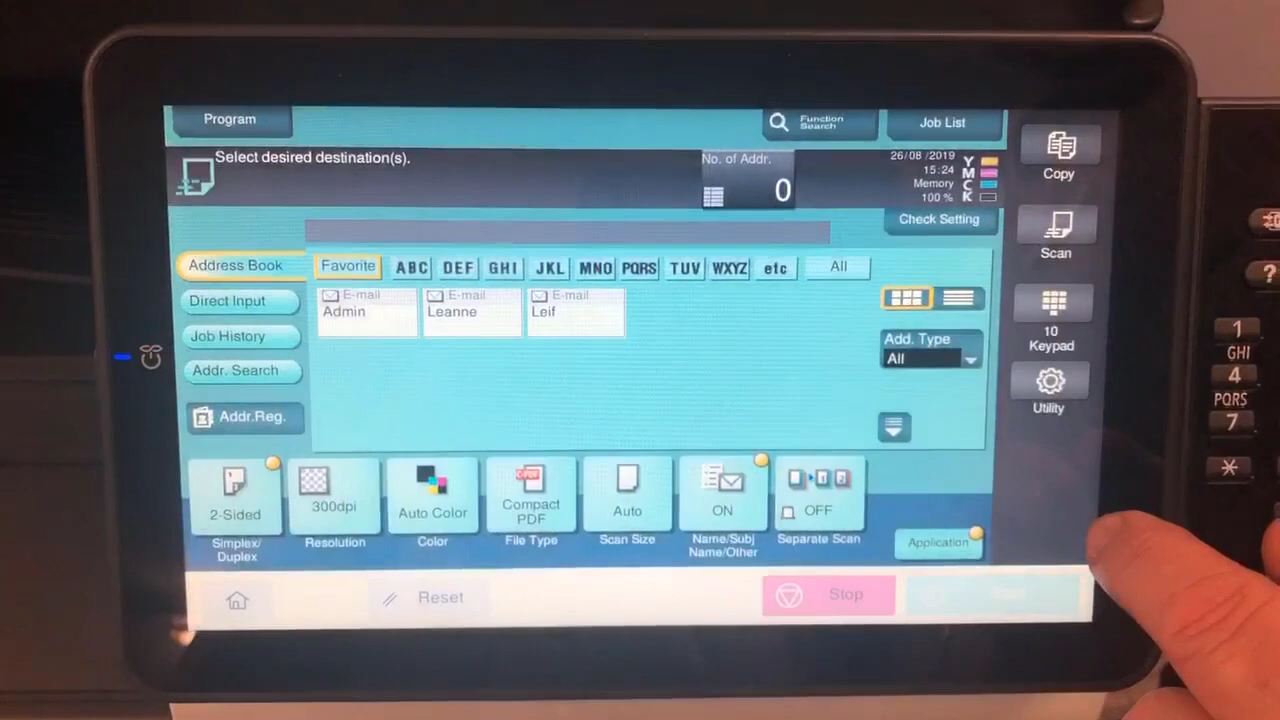 Program
Function
Search
Job List
Select desired destination(s).
No. of Addr.
0
26/08/2019
15:24
Memory
100 %
Y
M
C
K
Copy
Scan
10
Keypad
Utility
Check Setting
Address Book
Favorite
ABC
DEF
GHI
JKL
MNO
PQRS
TUV
WXYZ
etc
All
Direct Input
E-mail
Admin
E-mail
Leanne
E-mail
Leif
Job History
Add. Type
All
Addr. Search
Addr.Reg.
2-Sided
Simplex/
Duplex
300dpi
Resolution
Auto Color
Color
C-PDF
Compact
PDF
File Type
Auto
Scan Size
ON
Name/Subj
Name/Other
1
1
2
OFF
Separate Scan
Application
Reset
Stop
?
1
GHI
4
PQRS
7